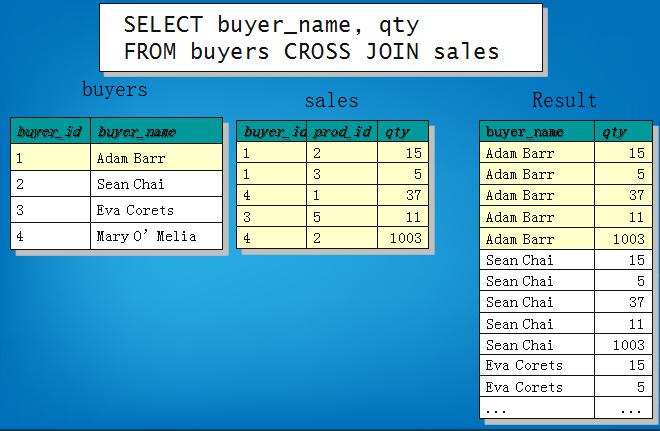 SELECT buyer_name, qty
FROM buyers CROSS JOIN sales
buyers
buyer_id buyer_name
1 Adam Barr
2 Sean Chai
3 Eva Corets
4 Mary O' Melia
sales
buyer_id prod_id qty
1 2 15
1 3 5
4 1 37
3 5 11
4 2 1003
Result
buyer_name qty
Adam Barr 15
Adam Barr 5
Adam Barr 37
Adam Barr 11
Adam Barr 1003
Sean Chai 15
Sean Chai 5
Sean Chai 37
Sean Chai 11
Sean Chai 1003
Eva Corets 15
Eva Corets 5
... ...